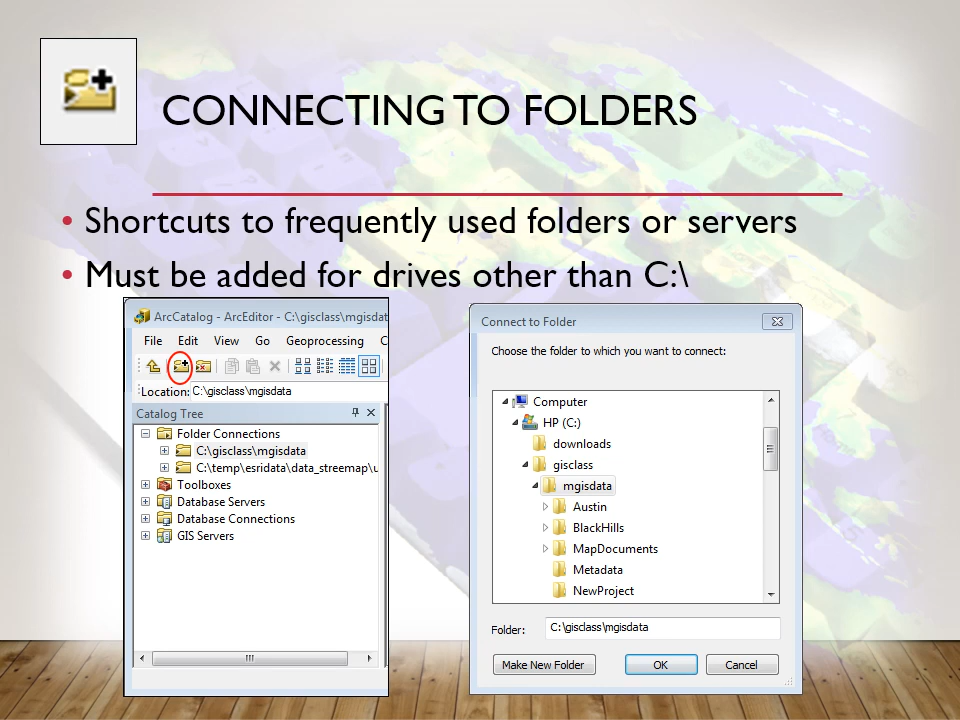 CONNECTING TO FOLDERS
• Shortcuts to frequently used folders or servers
• Must be added for drives other than C:\
ArcCatalog - ArcEditor - C:\gisclass\mgisdat
File Edit View Go Geoprocessing C
Location: C:\gisclass\mgisdata
Catalog Tree
Folder Connections
C:\gisclass\mgisdata
C:\temp\esridata\data_streemap\u
Toolboxes
Database Servers
Database Connections
GIS Servers
Connect to Folder
Choose the folder to which you want to connect:
Computer
HP (C:)
downloads
gisclass
mgisdata
Austin
BlackHills
MapDocuments
Metadata
NewProject
Folder: C:\gisclass\mgisdata
Make New Folder OK Cancel